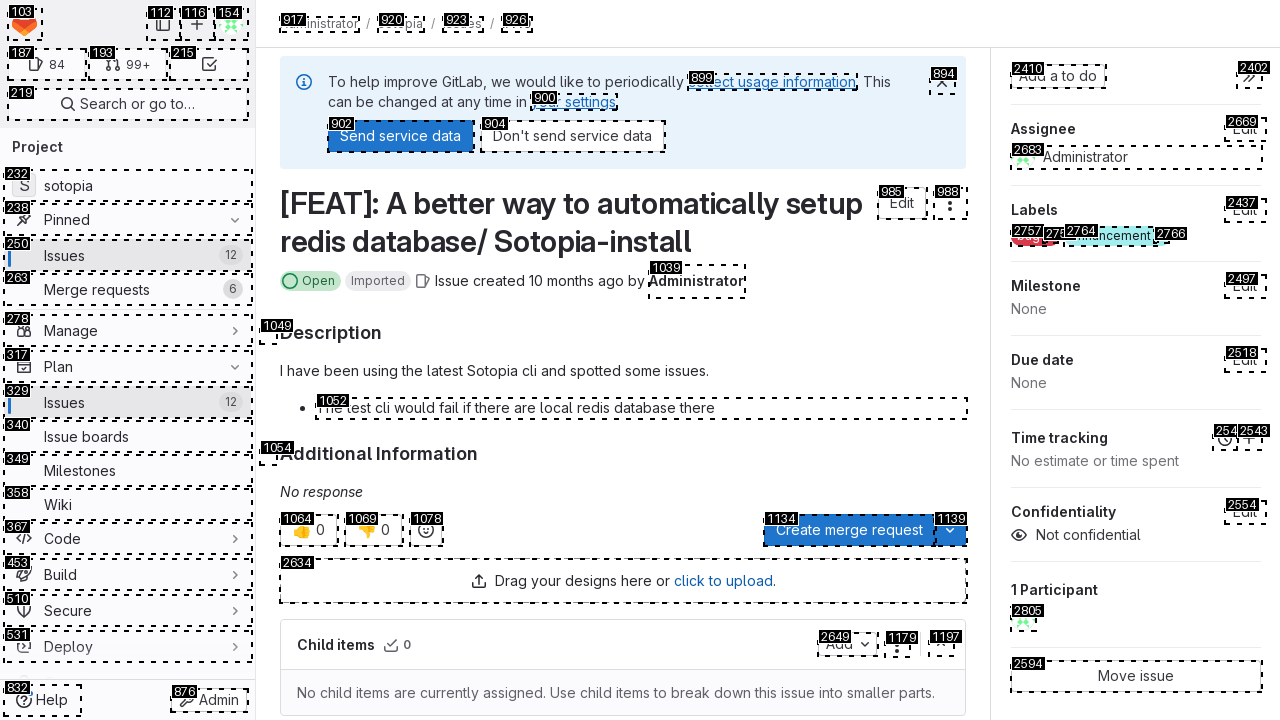 103
112
116
154
187
84
193
99+
215
219
Search or go to…
Project
232
S
sotopia
238
Pinned
250
Issues
12
263
Merge requests
6
278
Manage
317
Plan
329
Issues
12
340
Issue boards
349
Milestones
358
Wiki
367
Code
453
Build
510
Secure
531
Deploy
832
Help
876
Admin
917
Administrator
/
920
/
923
/
926
To help improve GitLab, we would like to periodically 899 collect usage information. This
can be changed at any time in 900 your settings.
894
902
Send service data
904
Don't send service data
[FEAT]: A better way to automatically setup
redis database/ Sotopia-install
985
Edit
988
Open
Imported
Issue created 10 months ago by Administrator
1039
1049
Description
I have been using the latest Sotopia cli and spotted some issues.
1052
The test cli would fail if there are local redis database there
1054
Additional Information
No response
1064
0
1069
0
1078
1134
Create merge request
1139
2634
Drag your designs here or click to upload.
Child items
0
2649
Add
1179
1197
No child items are currently assigned. Use child items to break down this issue into smaller parts.
2410
Add a to do
2402
Assignee
2669
Edit
2683
Administrator
Labels
2437
Edit
2757
2764
2766
Milestone
2497
Edit
None
Due date
2518
Edit
None
Time tracking
254
2543
No estimate or time spent
Confidentiality
2554
Edit
Not confidential
1 Participant
2805
2594
Move issue